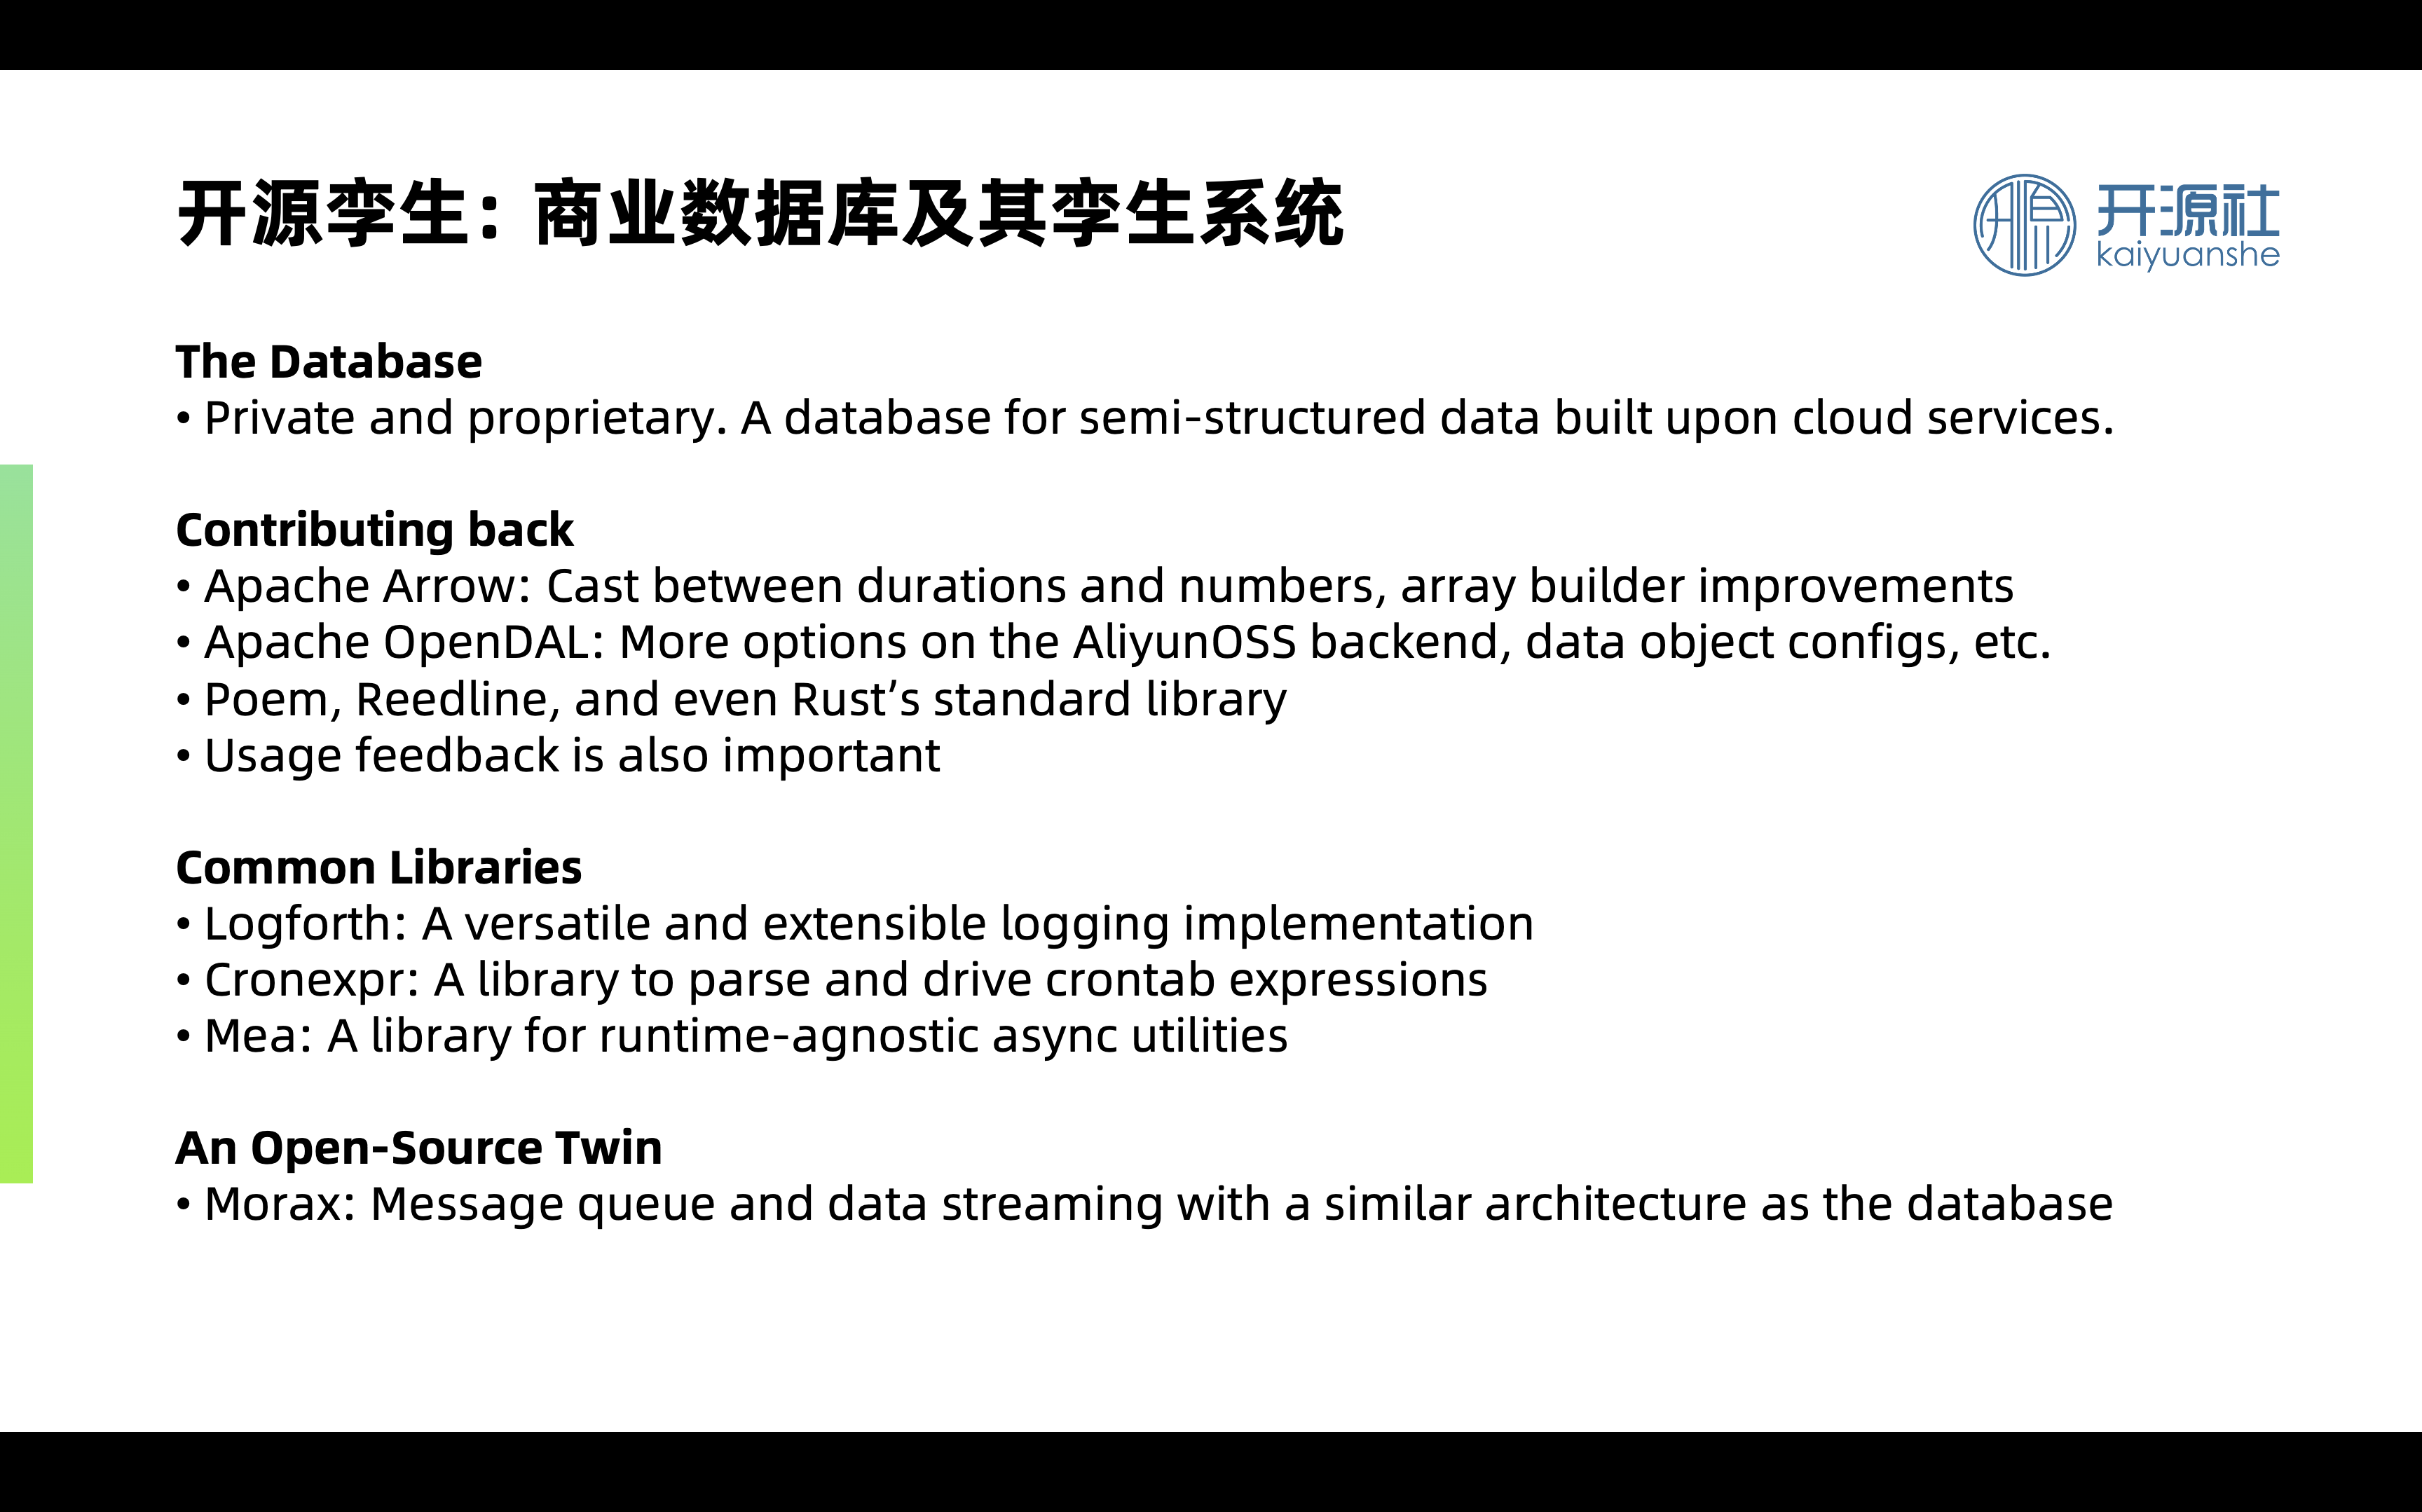 开源孪生：商业数据库及其孪生系统
开源社
kaiyuanshe
The Database
• Private and proprietary. A database for semi-structured data built upon cloud services.
Contributing back
• Apache Arrow: Cast between durations and numbers, array builder improvements
• Apache OpenDAL: More options on the AliyunOSS backend, data object configs, etc.
• Poem, Reedline, and even Rust’s standard library
• Usage feedback is also important
Common Libraries
• Logforth: A versatile and extensible logging implementation
• Cronexpr: A library to parse and drive crontab expressions
• Mea: A library for runtime-agnostic async utilities
An Open-Source Twin
• Morax: Message queue and data streaming with a similar architecture as the database